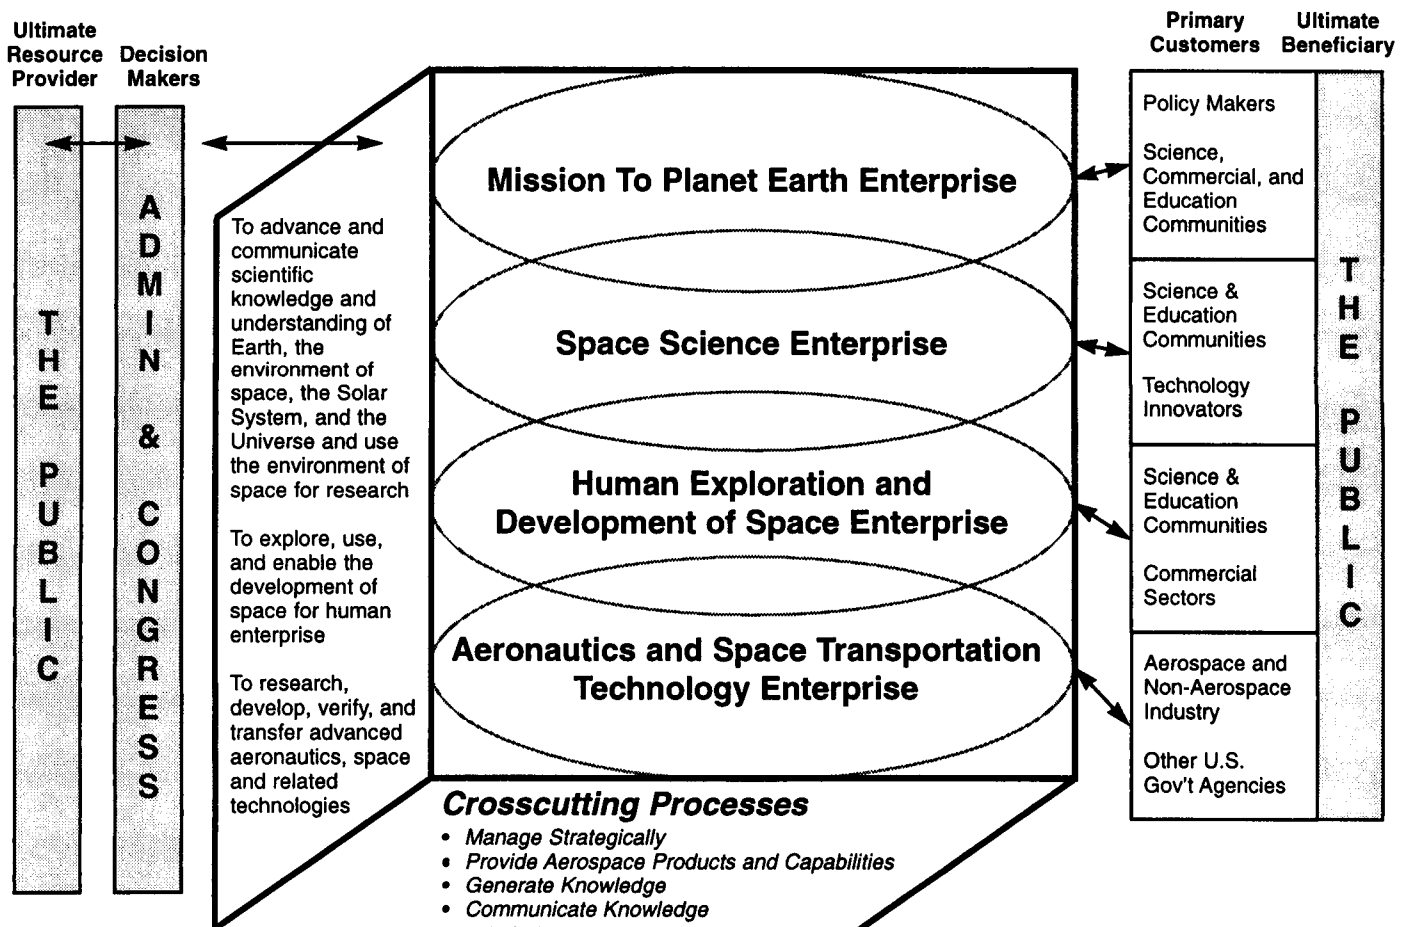 Ultimate
Resource
Provider
Decision
Makers
THE PUBLIC
ADMIN & CONGRESS
To advance and
communicate
scientific
knowledge and
understanding of
Earth, the
environment of
space, the Solar
System, and the
Universe and use
the environment of
space for research
To explore, use,
and enable the
development of
space for human
enterprise
To research,
develop, verify, and
transfer advanced
aeronautics, space
and related
technologies
Mission To Planet Earth Enterprise
Space Science Enterprise
Human Exploration and
Development of Space Enterprise
Aeronautics and Space Transportation
Technology Enterprise
Crosscutting Processes
• Manage Strategically
• Provide Aerospace Products and Capabilities
• Generate Knowledge
• Communicate Knowledge
Primary
Customers
Ultimate
Beneficiary
Policy Makers
Science,
Commercial, and
Education
Communities
Science &
Education
Communities
Technology
Innovators
Science &
Education
Communities
Commercial
Sectors
Aerospace and
Non-Aerospace
Industry
Other U.S.
Gov't Agencies
THE PUBLIC